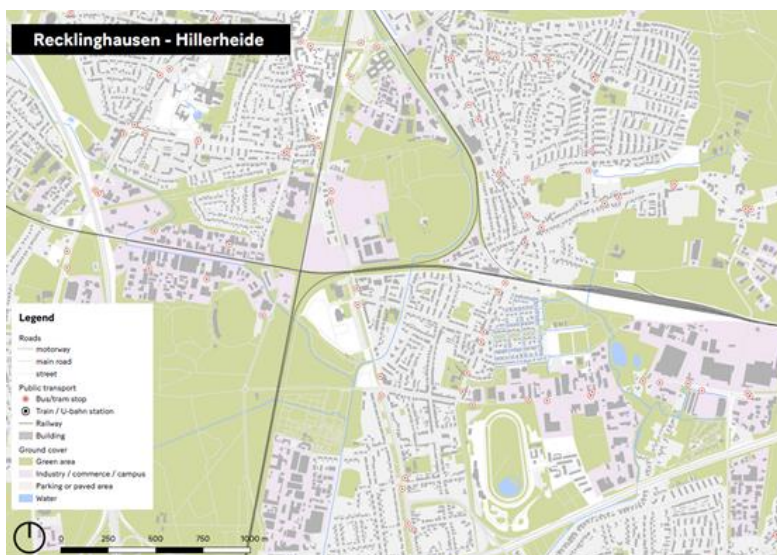 Recklinghausen - Hillerheide
Legend
Roads
motorway
main road
street
Public transport
Bus/tram stop
Train / U-bahn station
Railway
Building
Ground cover
Green area
Industry / commerce / campus
Parking or paved area
Water
0 250 500 750 1000 m